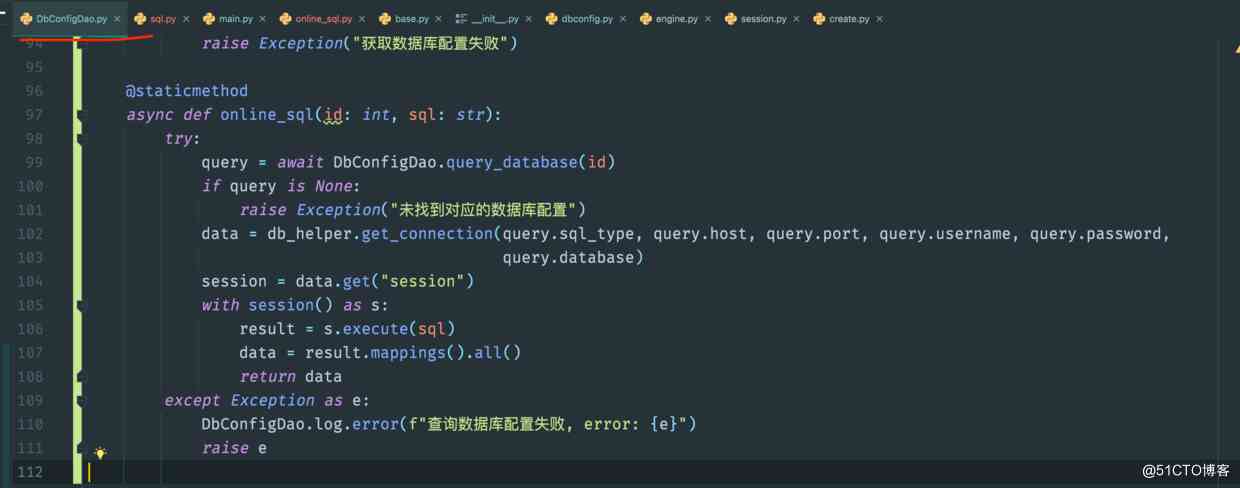 DbConfigDao.py × sql.py × main.py × online_sql.py × base.py × __init__.py × dbconfig.py × engine.py × session.py × create.py ×
94 raise Exception("获取数据库配置失败")
95
96 @staticmethod
97 async def online_sql(id: int, sql: str):
98 try:
99 query = await DbConfigDao.query_database(id)
100 if query is None:
101 raise Exception("未找到对应的数据库配置")
102 data = db_helper.get_connection(query.sql_type, query.host, query.port, query.username, query.password,
103 query.database)
104 session = data.get("session")
105 with session() as s:
106 result = s.execute(sql)
107 data = result.mappings().all()
108 return data
109 except Exception as e:
110 DbConfigDao.log.error(f"查询数据库配置失败, error: {e}")
111 raise e
112
@51CTO博客